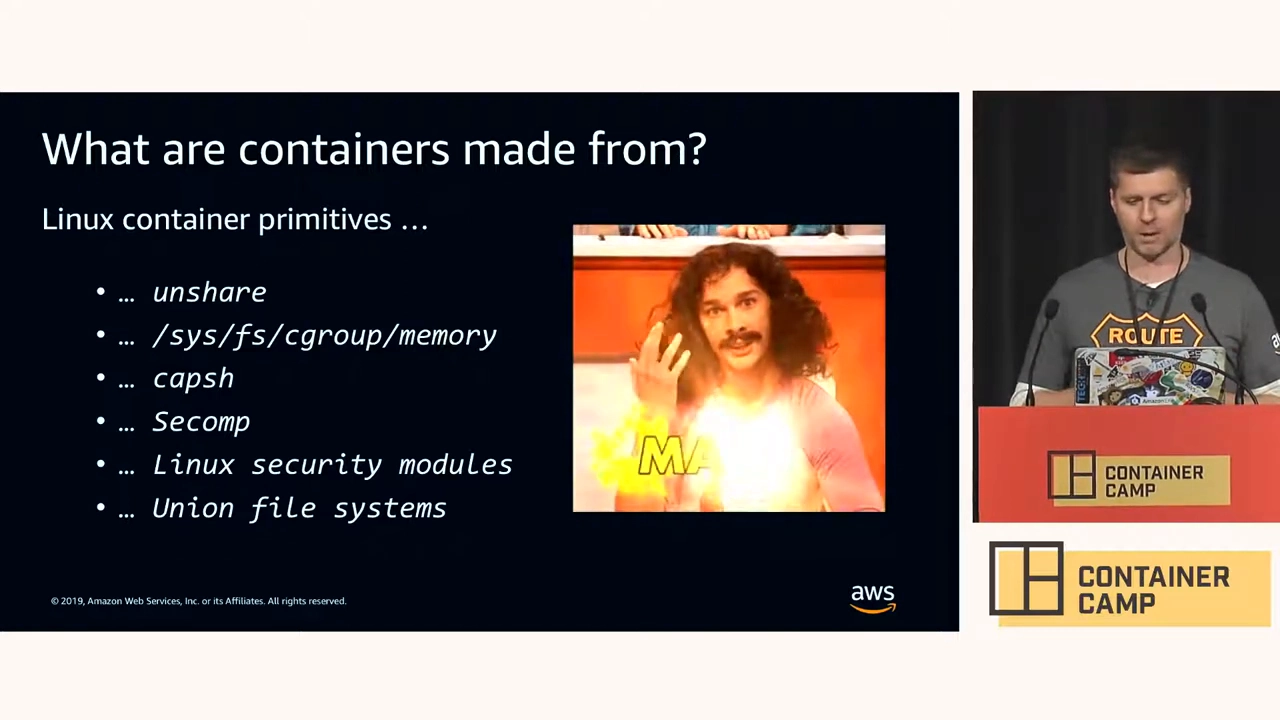 What are containers made from?
Linux container primitives …
• … unshare
• … /sys/fs/cgroup/memory
• … capsh
• … Secomp
• … Linux security modules
• … Union file systems
MA
© 2019, Amazon Web Services, Inc. or its Affiliates. All rights reserved.
aws
ROUTE
CONTAINER
CAMP
CONTAINER
CAMP